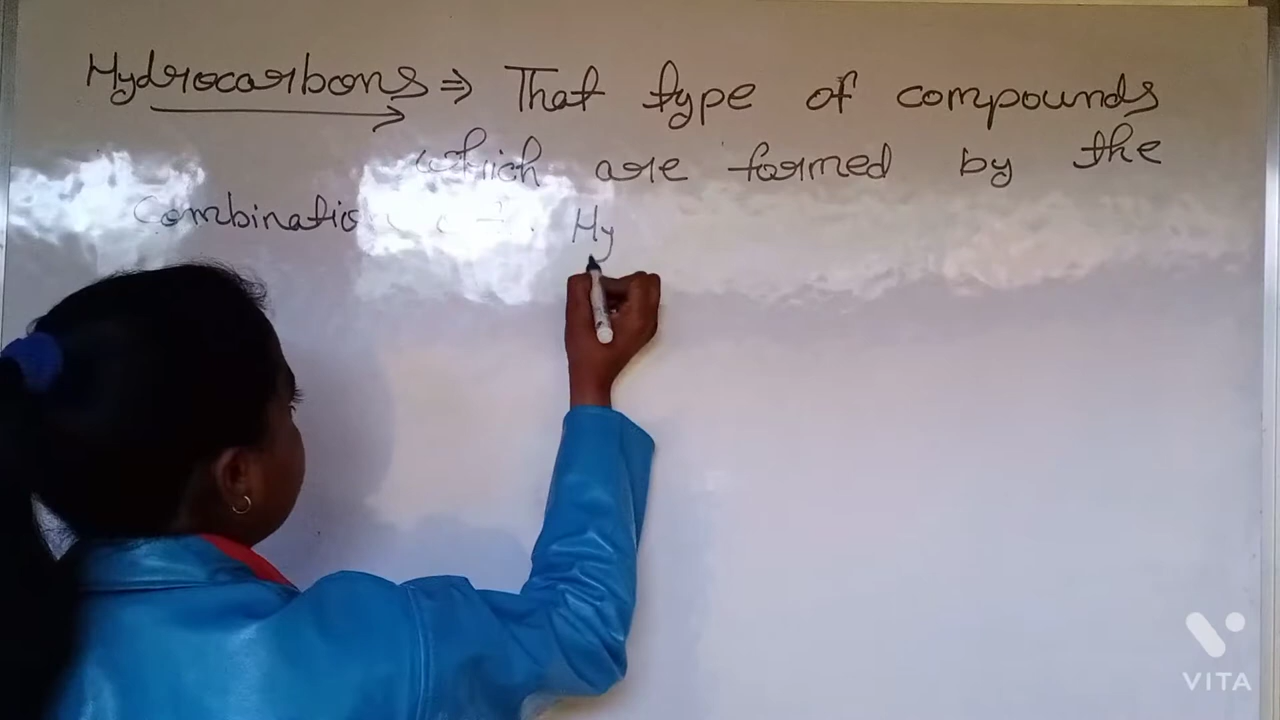 Hydrocarbons ⇒ That type of compounds
which are formed by the
Combinatio Hy
VITA